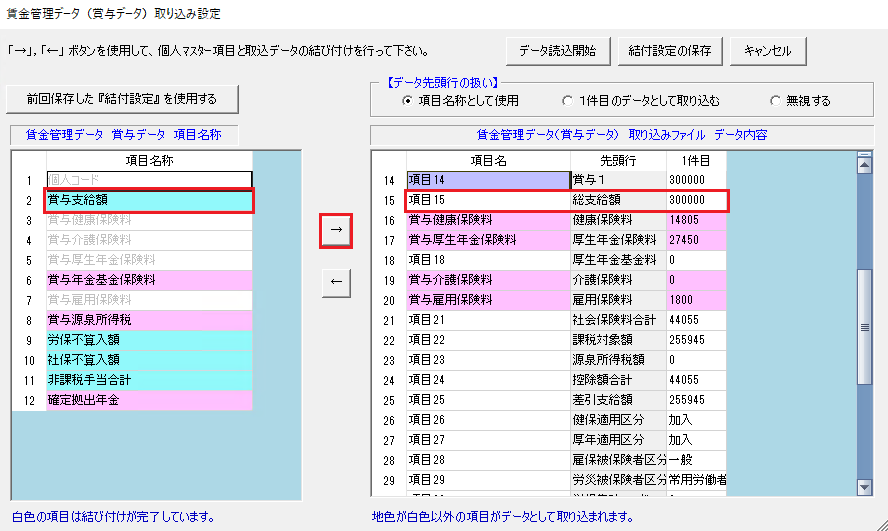 賃金管理データ（賞与データ）取り込み設定
「→」,「←」ボタンを使用して、個人マスター項目と取込データの結び付けを行って下さい。
データ読込開始
結付設定の保存
キャンセル
前回保存した『結付設定』を使用する
【データ先頭行の扱い】
項目名称として使用
1件目のデータとして取り込む
無視する
賃金管理データ 賞与データ 項目名称
項目名称
1 個人コード
2 賞与支給額
3 賞与健康保険料
4 賞与介護保険料
5 賞与厚生年金保険料
6 賞与年金基金保険料
7 賞与雇用保険料
8 賞与源泉所得税
9 労保不算入額
10 社保不算入額
11 非課税手当合計
12 確定拠出年金
白色の項目は結び付けが完了しています。
→
←
賃金管理データ(賞与データ) 取り込みファイル データ内容
項目名 先頭行 1件目
14 項目14 賞与１ 300000
15 項目15 総支給額 300000
16 賞与健康保険料 健康保険料 14805
17 賞与厚生年金保険料 厚生年金保険料 27450
18 項目18 厚生年金基金料 0
19 賞与介護保険料 介護保険料 0
20 賞与雇用保険料 雇用保険料 1800
21 項目21 社会保険料合計 44055
22 項目22 課税対象額 255945
23 項目23 源泉所得税額 0
24 項目24 控除額合計 44055
25 項目25 差引支給額 255945
26 項目26 健保適用区分 加入
27 項目27 厚年適用区分 加入
28 項目28 雇保被保険者区分 一般
29 項目29 労災被保険者区分 常用労働者
地色が白色以外の項目がデータとして取り込まれます。